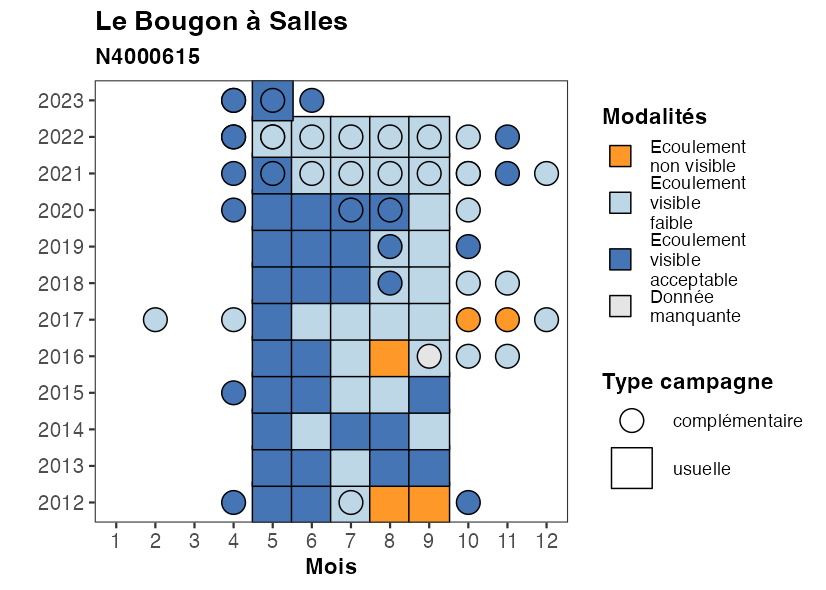 Le Bougon à Salles
N4000615
2023
2022
2021
2020
2019
2018
2017
2016
2015
2014
2013
2012
1 2 3 4 5 6 7 8 9 10 11 12
Mois
Modalités
Ecoulement
non visible
Ecoulement
visible
faible
Ecoulement
visible
acceptable
Donnée
manquante
Type campagne
complémentaire
usuelle